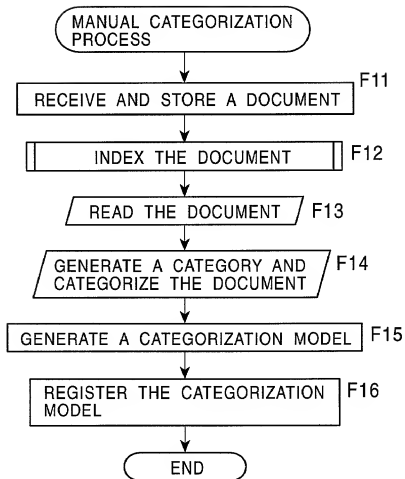 MANUAL CATEGORIZATION
PROCESS
F11
RECEIVE AND STORE A DOCUMENT
INDEX THE DOCUMENT
F12
READ THE DOCUMENT
F13
GENERATE A CATEGORY AND
CATEGORIZE THE DOCUMENT
F14
GENERATE A CATEGORIZATION MODEL
F15
REGISTER THE CATEGORIZATION
MODEL
F16
END